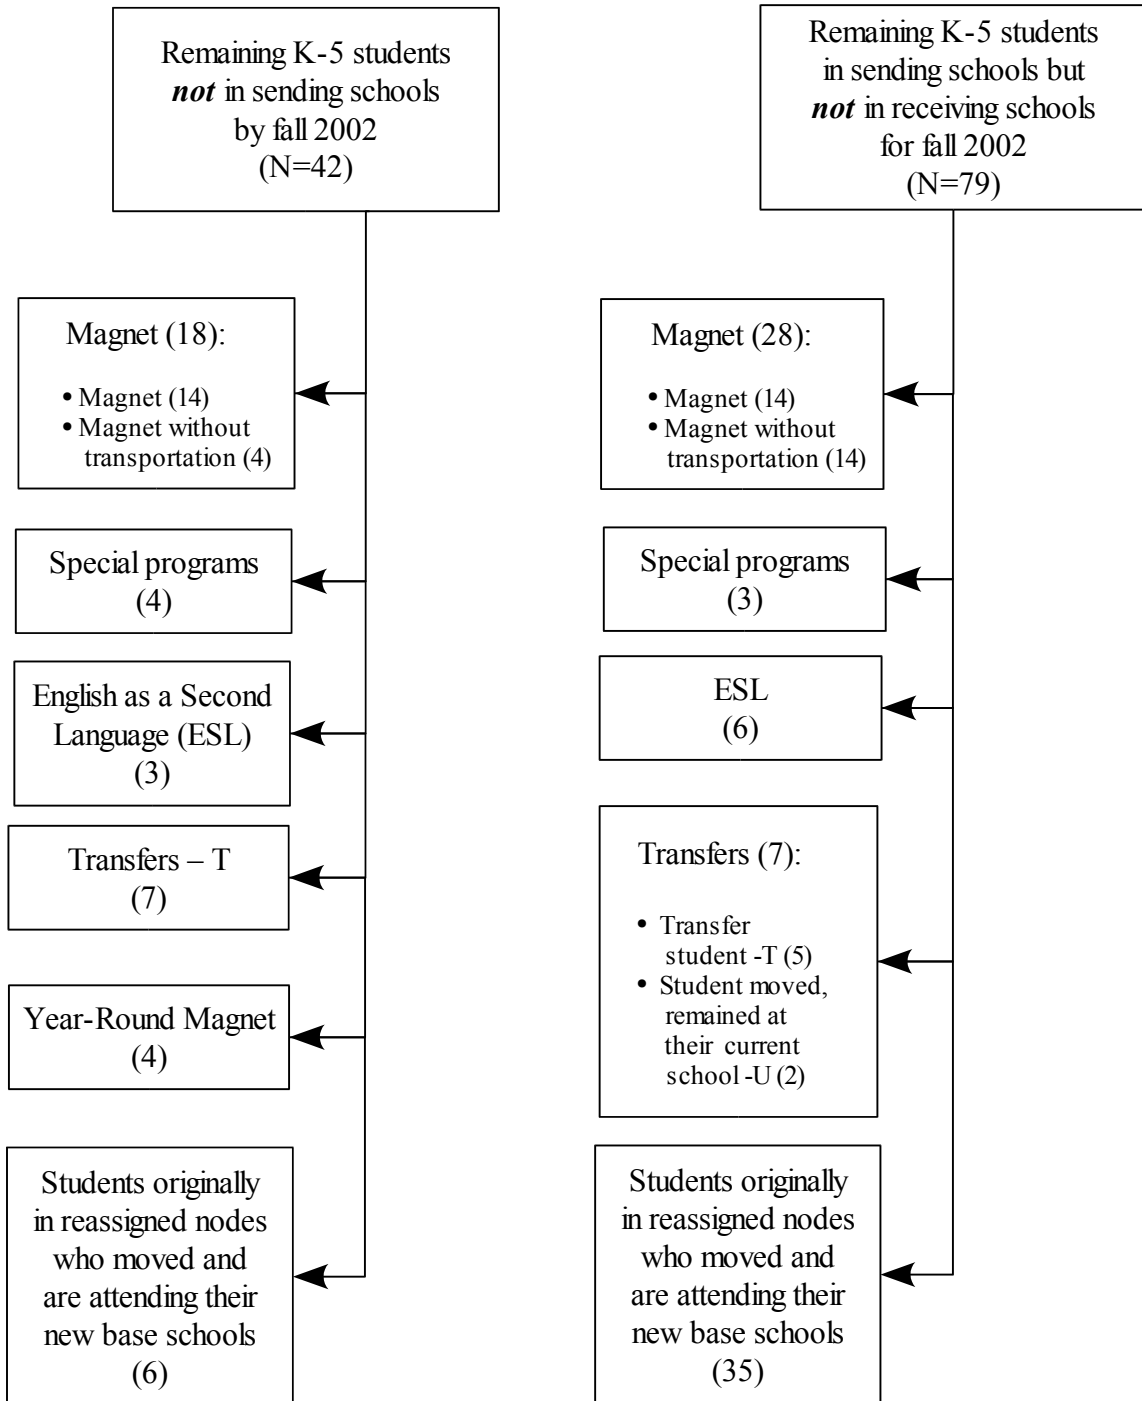 Remaining K-5 students
not in sending schools
by fall 2002
(N=42)
Magnet (18):
• Magnet (14)
• Magnet without
transportation (4)
Special programs
(4)
English as a Second
Language (ESL)
(3)
Transfers – T
(7)
Year-Round Magnet
(4)
Students originally
in reassigned nodes
who moved and
are attending their
new base schools
(6)
Remaining K-5 students
in sending schools but
not in receiving schools
for fall 2002
(N=79)
Magnet (28):
• Magnet (14)
• Magnet without
transportation (14)
Special programs
(3)
ESL
(6)
Transfers (7):
• Transfer
student -T (5)
• Student moved,
remained at
their current
school -U (2)
Students originally
in reassigned nodes
who moved and
are attending their
new base schools
(35)